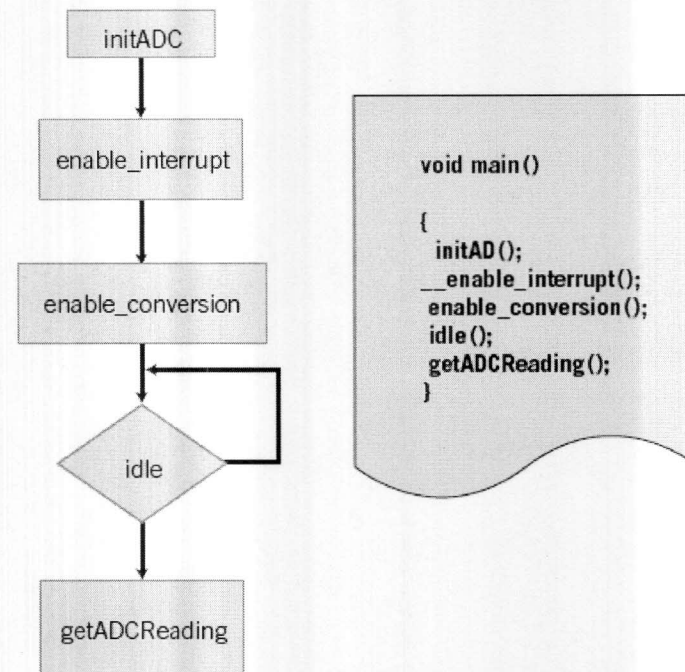 initADC
enable_interrupt
enable_conversion
idle
getADCReading
void main()
{
initAD();
__enable_interrupt();
enable_conversion();
idle();
getADCReading();
}